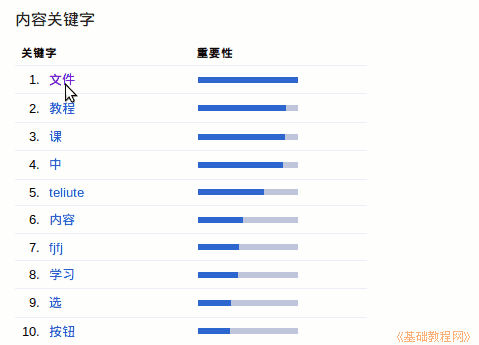 内容关键字
关键字 重要性
1. 文件
2. 教程
3. 课
4. 中
5. teliute
6. 内容
7. fjfj
8. 学习
9. 选
10. 按钮
《基础教程网》